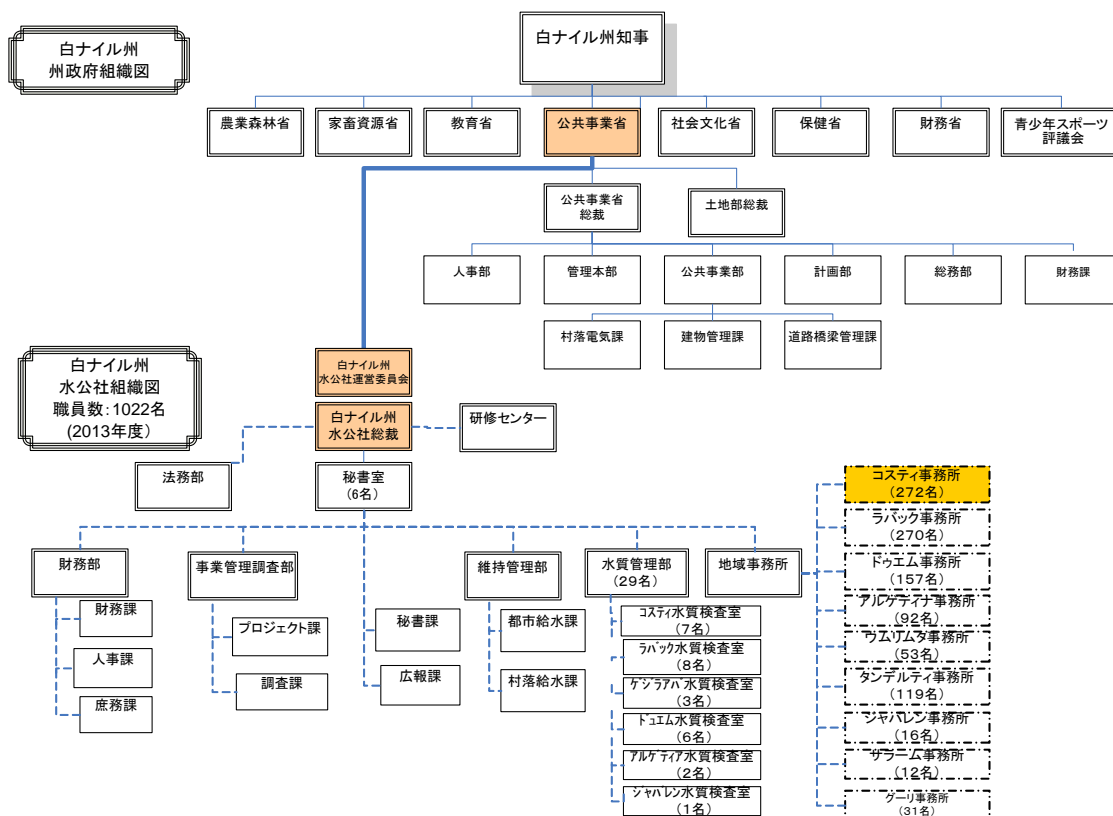 白ナイル州
州政府組織図
白ナイル州知事
農業森林省
家畜資源省
教育省
公共事業省
社会文化省
保健省
財務省
青少年スポーツ
評議会
公共事業省
総裁
土地部総裁
人事部
管理本部
公共事業部
計画部
総務部
財務課
村落電気課
建物管理課
道路橋梁管理課
白ナイル州
水公社組織図
職員数：1022名
(2013年度）
白ナイル州
水公社運営委員会
白ナイル州
水公社総裁
研修センター
法務部
秘書室
(6名)
財務部
事業管理調査部
維持管理部
水質管理部
(29名)
地域事務所
財務課
人事課
庶務課
プロジェクト課
調査課
秘書課
広報課
都市給水課
村落給水課
コスティ水質検査室
(7名)
ラバック水質検査室
(8名)
ケジラアバ水質検査室
(3名)
ドュエム水質検査室
(6名)
アルゲティア水質検査室
(2名)
ジャバレン水質検査室
(1名)
コスティ事務所
(272名)
ラバック事務所
(270名)
ドゥエム事務所
(157名)
アルゲティナ事務所
(92名)
ウムリムタ事務所
(53名)
タンデルティ事務所
(119名)
ジャバレン事務所
(16名)
サラーム事務所
(12名)
グーリ事務所
(31名)